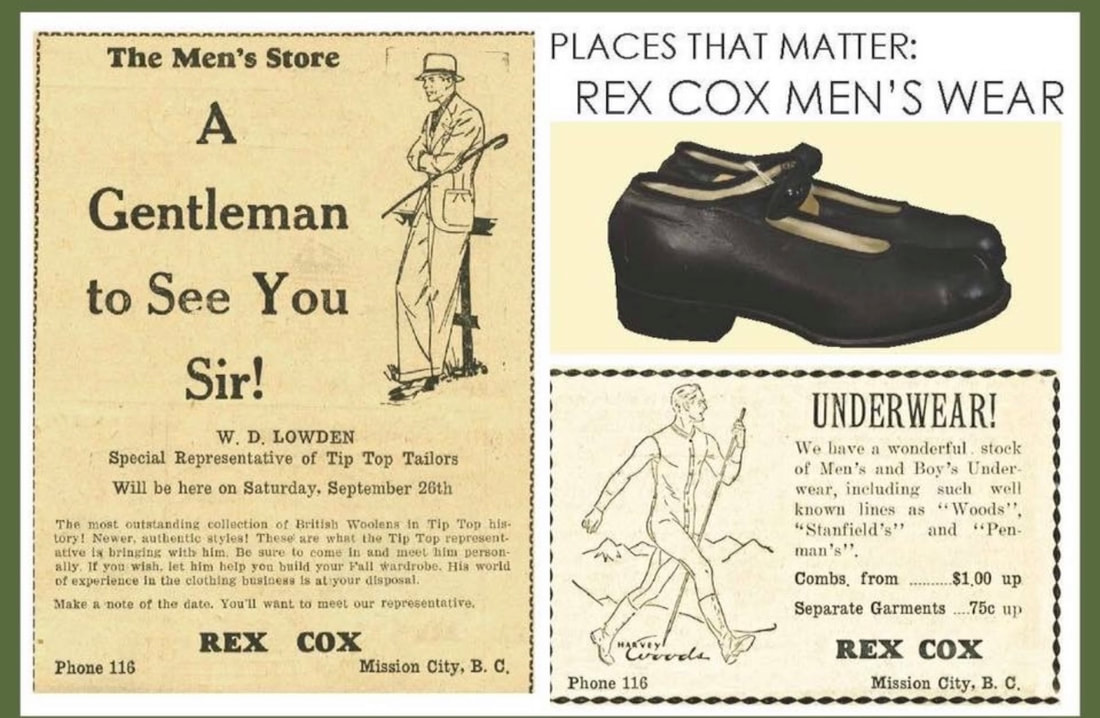 The Men's Store
A
Gentleman
to See You
Sir!
W. D. LOWDEN
Special Representative of Tip Top Tailors
Will be here on Saturday, September 26th
The most outstanding collection of British Woolens in Tip Top his-
tory! Newer, authentic styles! These are what the Tip Top represent-
ative is bringing with him. Be sure to come in and meet him person-
ally. If you wish, let him help you build your Fall wardrobe. His world
of experience in the clothing business is at your disposal.
Make a note of the date. You'll want to meet our representative.
REX COX
Phone 116 Mission City, B. C.
PLACES THAT MATTER:
REX COX MEN'S WEAR
UNDERWEAR!
We have a wonderful stock
of Men's and Boy's Under-
wear, including such well
known lines as "Woods",
"Stanfield's" and "Pen-
man's".
Combs. from .........$1.00 up
Separate Garments ....75c up
HARVEY
Woods
REX COX
Phone 116 Mission City, B. C.